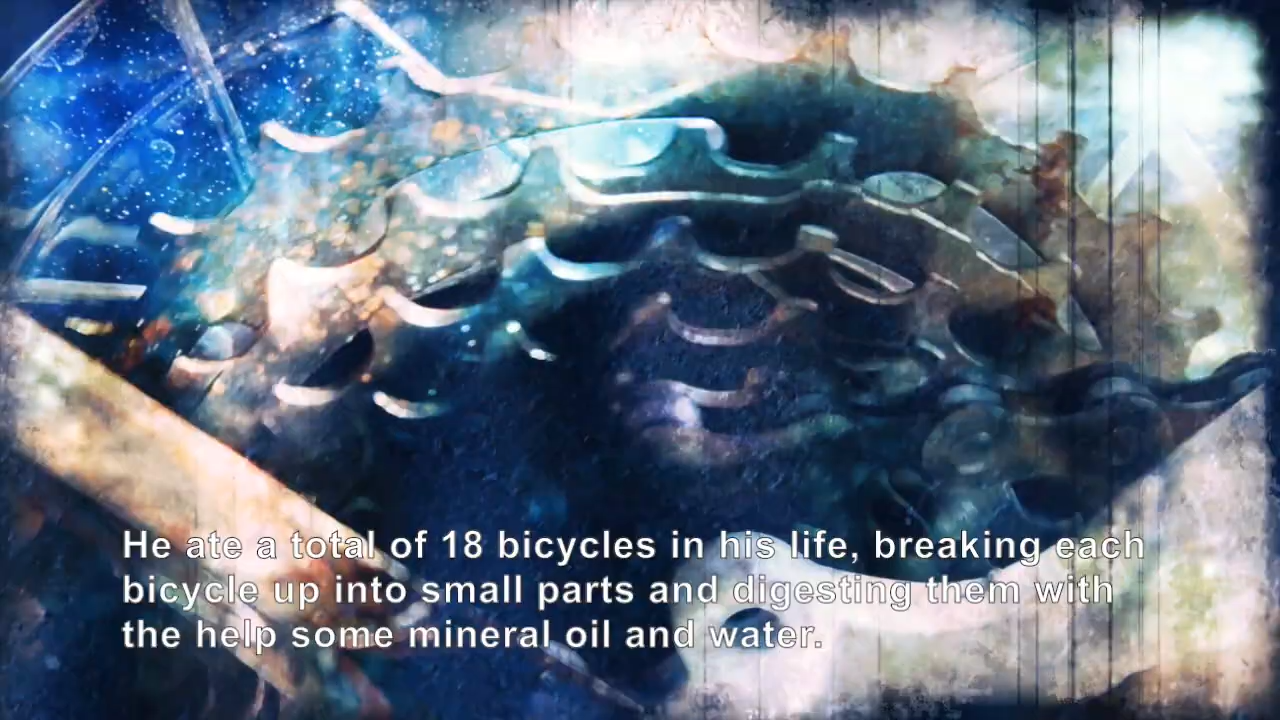 He ate a total of 18 bicycles in his life, breaking each
bicycle up into small parts and digesting them with
the help some mineral oil and water.